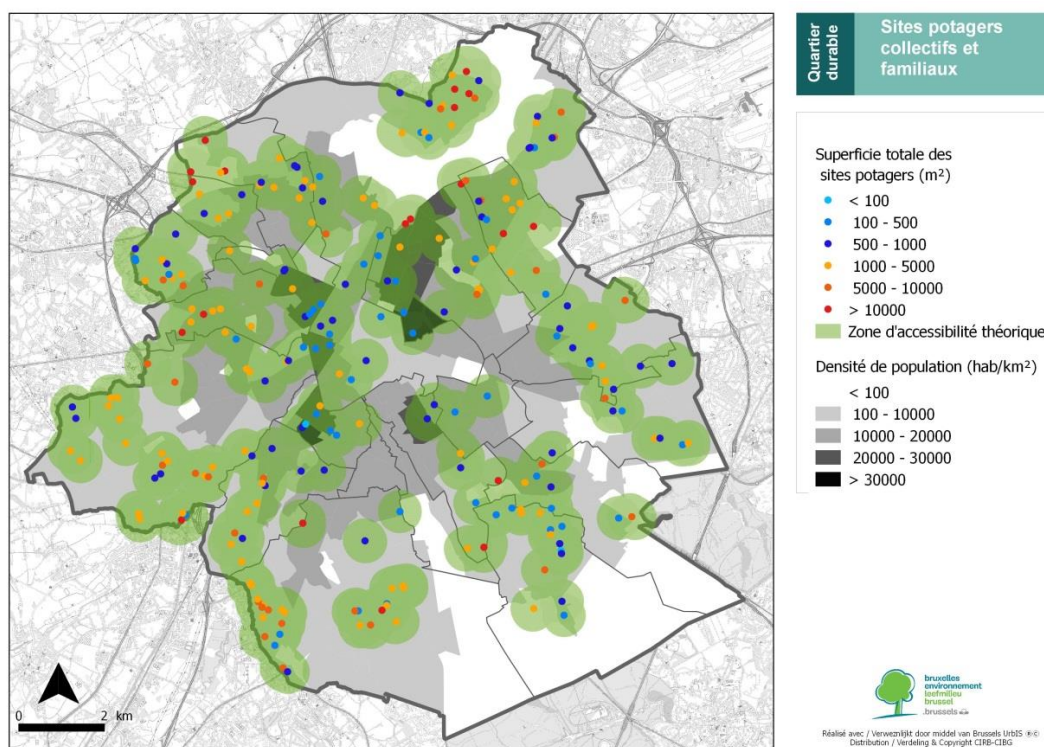 Quartier durable
Sites potagers
collectifs et
familiaux
Superficie totale des
sites potagers (m²)
< 100
100 - 500
500 - 1000
1000 - 5000
5000 - 10000
> 10000
Zone d'accessibilité théorique
Densité de population (hab/km²)
< 100
100 - 10000
10000 - 20000
20000 - 30000
> 30000
0 2 km
bruxelles
environnement
leefmilieu
brussel
.brussels
Réalisé avec / Verwezenlijkt door middel van Brussels UrbIS ®©
Distribution / Verdeling & Copyright CIRB-CIBG